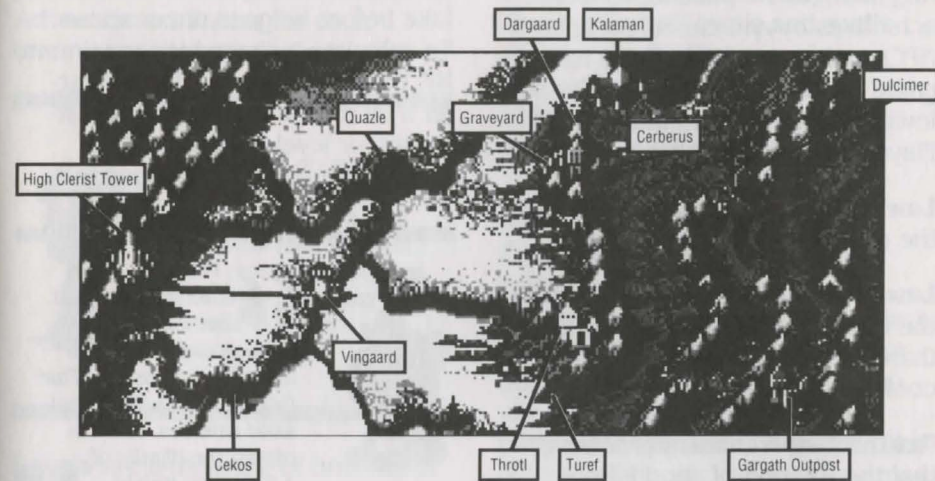 Dargaard
Kalaman
Dulcimer
Quazle
Graveyard
Cerberus
High Clerist Tower
Vingaard
Cekos
Throtl
Turef
Gargath Outpost